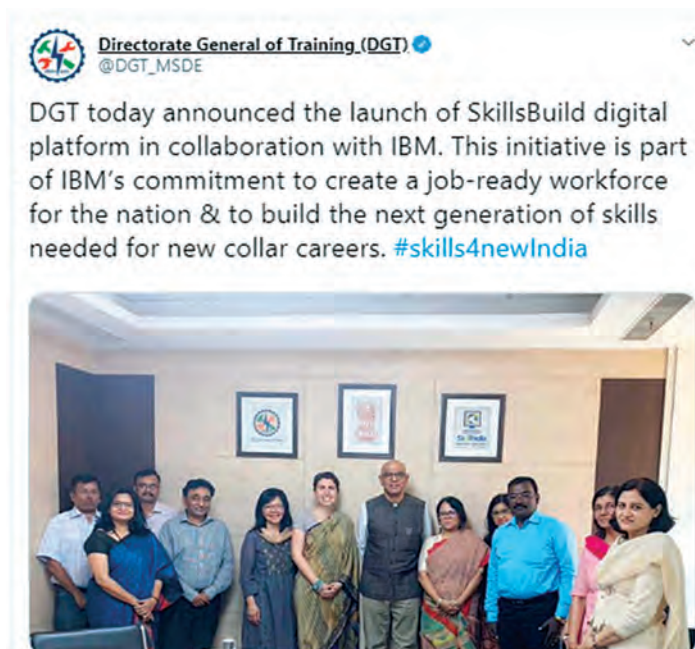 Directorate General of Training (DGT)
@DGT_MSDE
DGT today announced the launch of SkillsBuild digital
platform in collaboration with IBM. This initiative is part
of IBM's commitment to create a job-ready workforce
for the nation & to build the next generation of skills
needed for new collar careers. #skills4newIndia